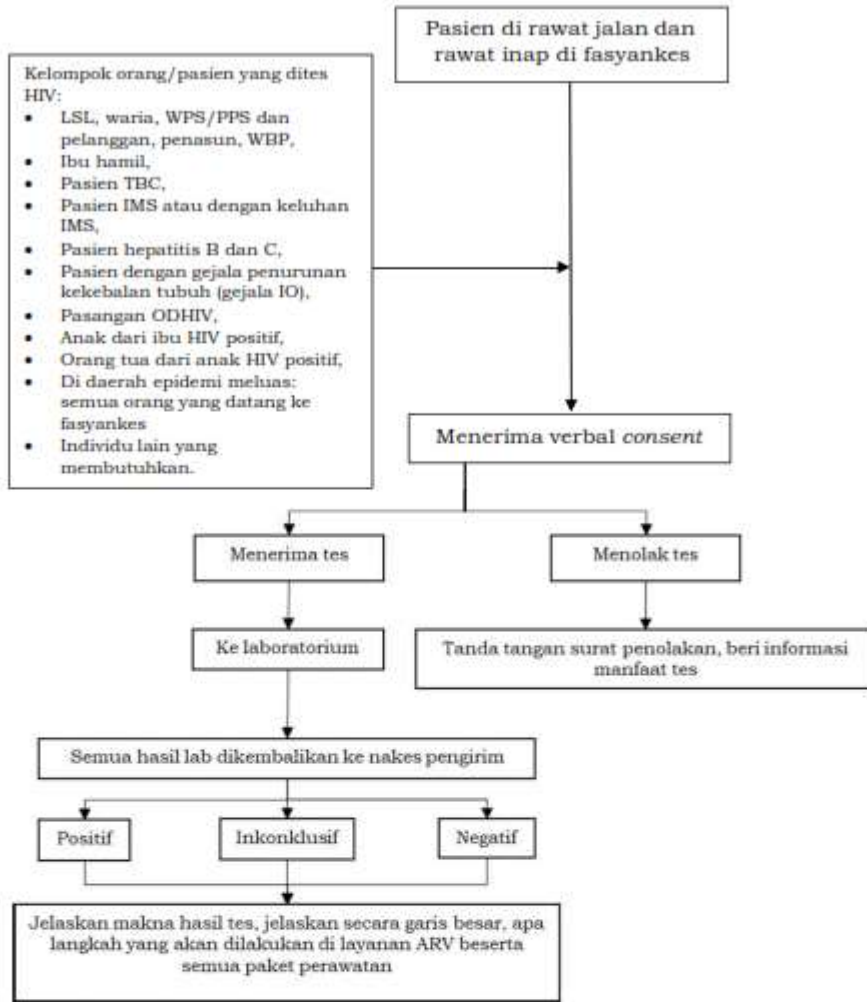 Pasien di rawat jalan dan
rawat inap di fasyankes
Kelompok orang/pasien yang dites
HIV:
• LSL, waria, WPS/PPS dan
pelanggan, penasun, WBP,
• Ibu hamil,
• Pasien TBC,
• Pasien IMS atau dengan keluhan
IMS,
• Pasien hepatitis B dan C,
• Pasien dengan gejala penurunan
kekebalan tubuh (gejala IO),
• Pasangan ODHIV,
• Anak dari ibu HIV positif,
• Orang tua dari anak HIV positif,
• Di daerah epidemi meluas:
semua orang yang datang ke
fasyankes
• Individu lain yang
membutuhkan.
Menerima verbal consent
Menerima tes
Menolak tes
Ke laboratorium
Tanda tangan surat penolakan, beri informasi
manfaat tes
Semua hasil lab dikembalikan ke nakes pengirim
Positif
Inkonklusif
Negatif
Jelaskan makna hasil tes, jelaskan secara garis besar, apa
langkah yang akan dilakukan di layanan ARV beserta
semua paket perawatan